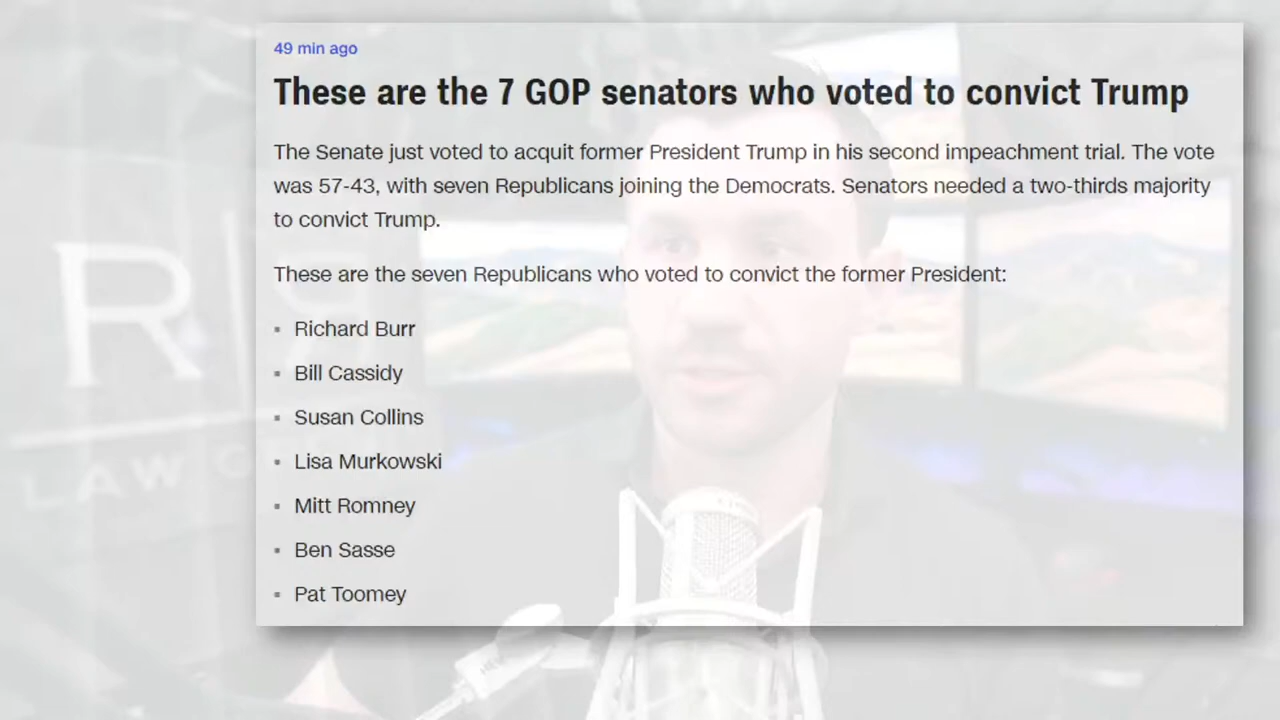 49 min ago
These are the 7 GOP senators who voted to convict Trump
The Senate just voted to acquit former President Trump in his second impeachment trial. The vote
was 57-43, with seven Republicans joining the Democrats. Senators needed a two-thirds majority
to convict Trump.
These are the seven Republicans who voted to convict the former President:
▪ Richard Burr
▪ Bill Cassidy
▪ Susan Collins
▪ Lisa Murkowski
▪ Mitt Romney
▪ Ben Sasse
▪ Pat Toomey
R
LAW